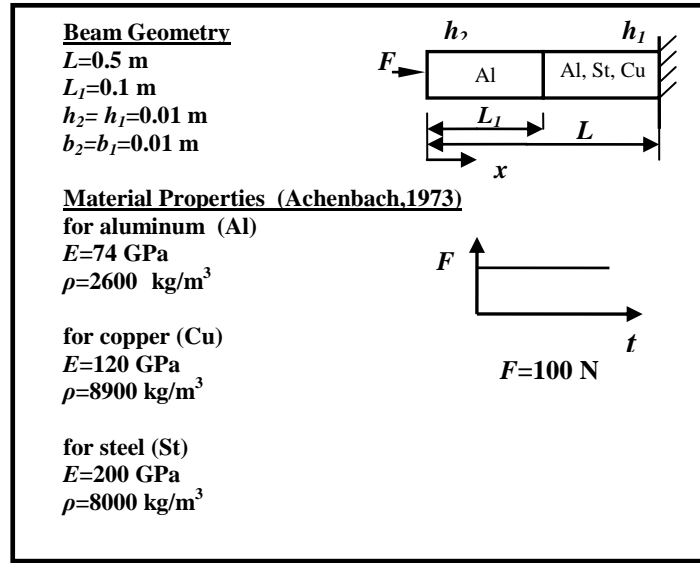 Beam Geometry
L=0.5 m
L1=0.1 m
h2= h1=0.01 m
b2=b1=0.01 m
h2 h1
F Al Al, St, Cu
L1 L
x
Material Properties (Achenbach,1973)
for aluminum (Al)
E=74 GPa
ρ=2600 kg/m³
for copper (Cu)
E=120 GPa
ρ=8900 kg/m³
for steel (St)
E=200 GPa
ρ=8000 kg/m³
F
t
F=100 N